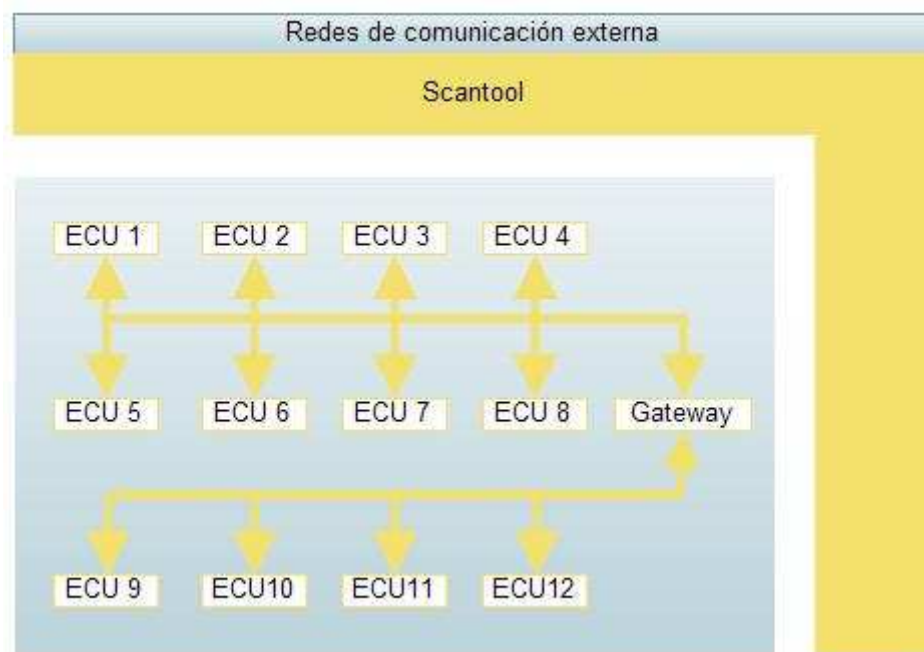 Redes de comunicación externa
Scantool
ECU 1 ECU 2 ECU 3 ECU 4
ECU 5 ECU 6 ECU 7 ECU 8 Gateway
ECU 9 ECU10 ECU11 ECU12